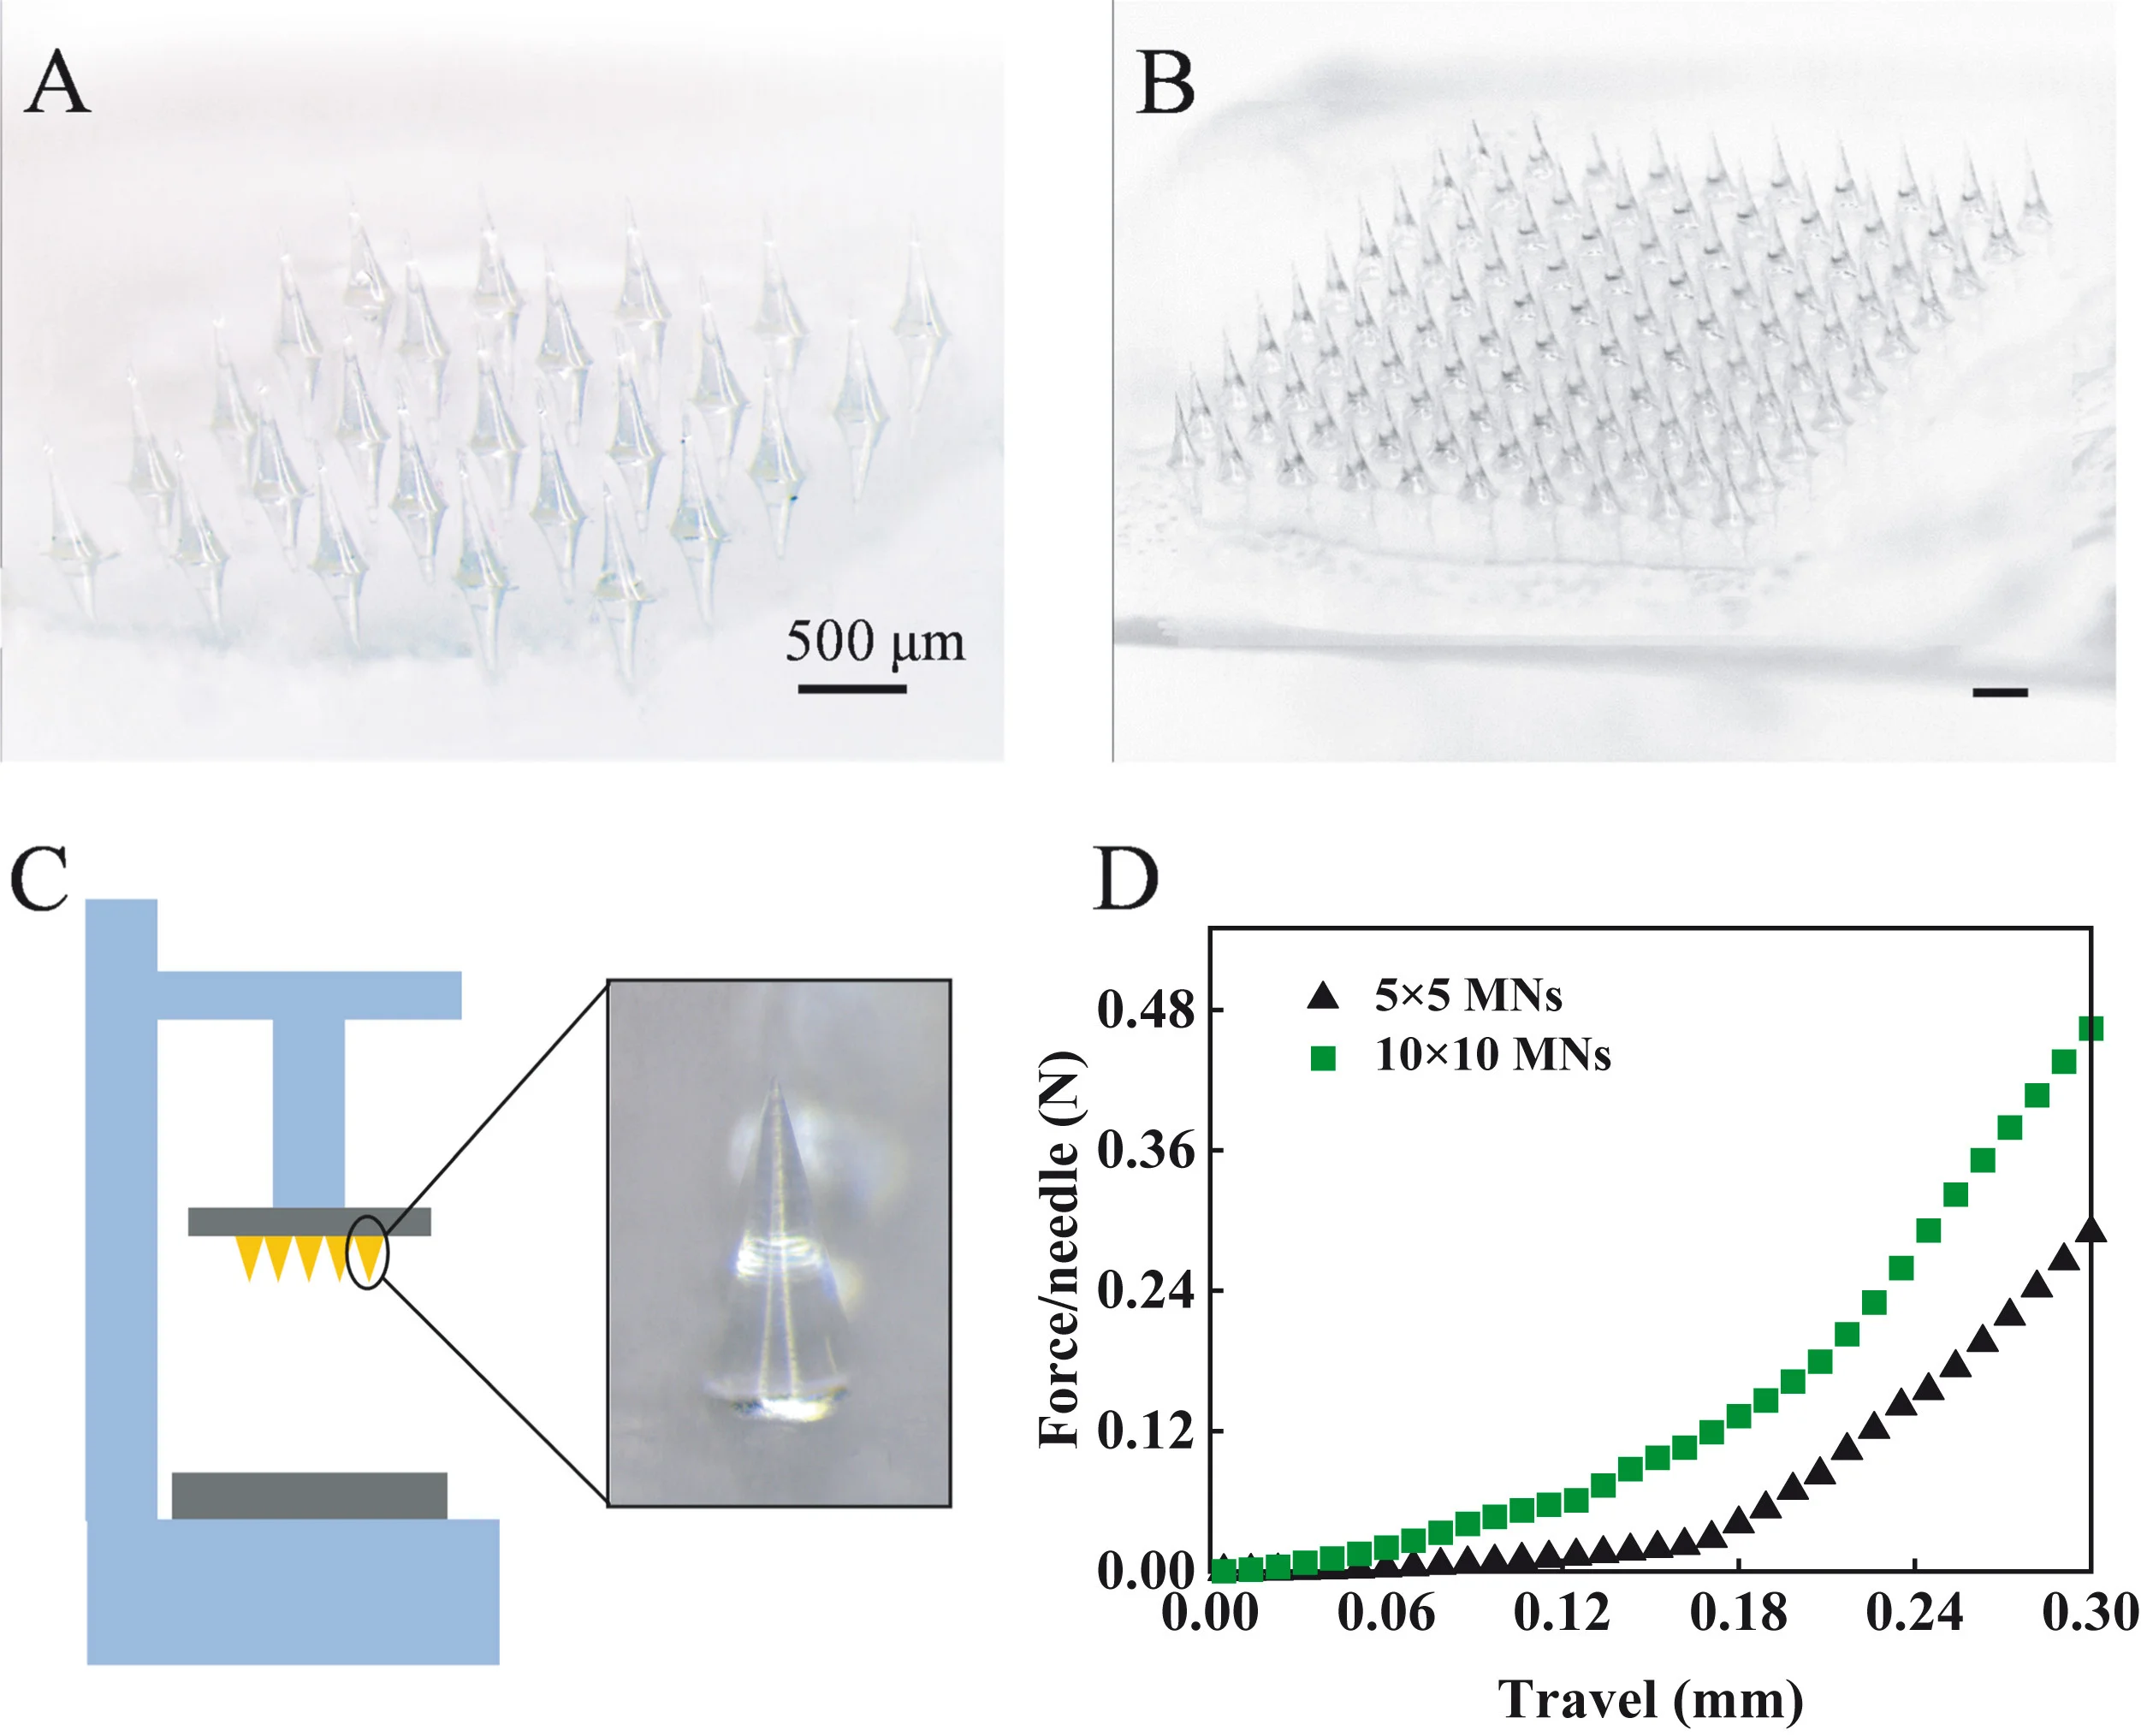 A
B
500 μm
C
D
5×5 MNs
10×10 MNs
0.48
0.36
0.24
0.12
0.00
Force/needle (N)
0.00 0.06 0.12 0.18 0.24 0.30
Travel (mm)